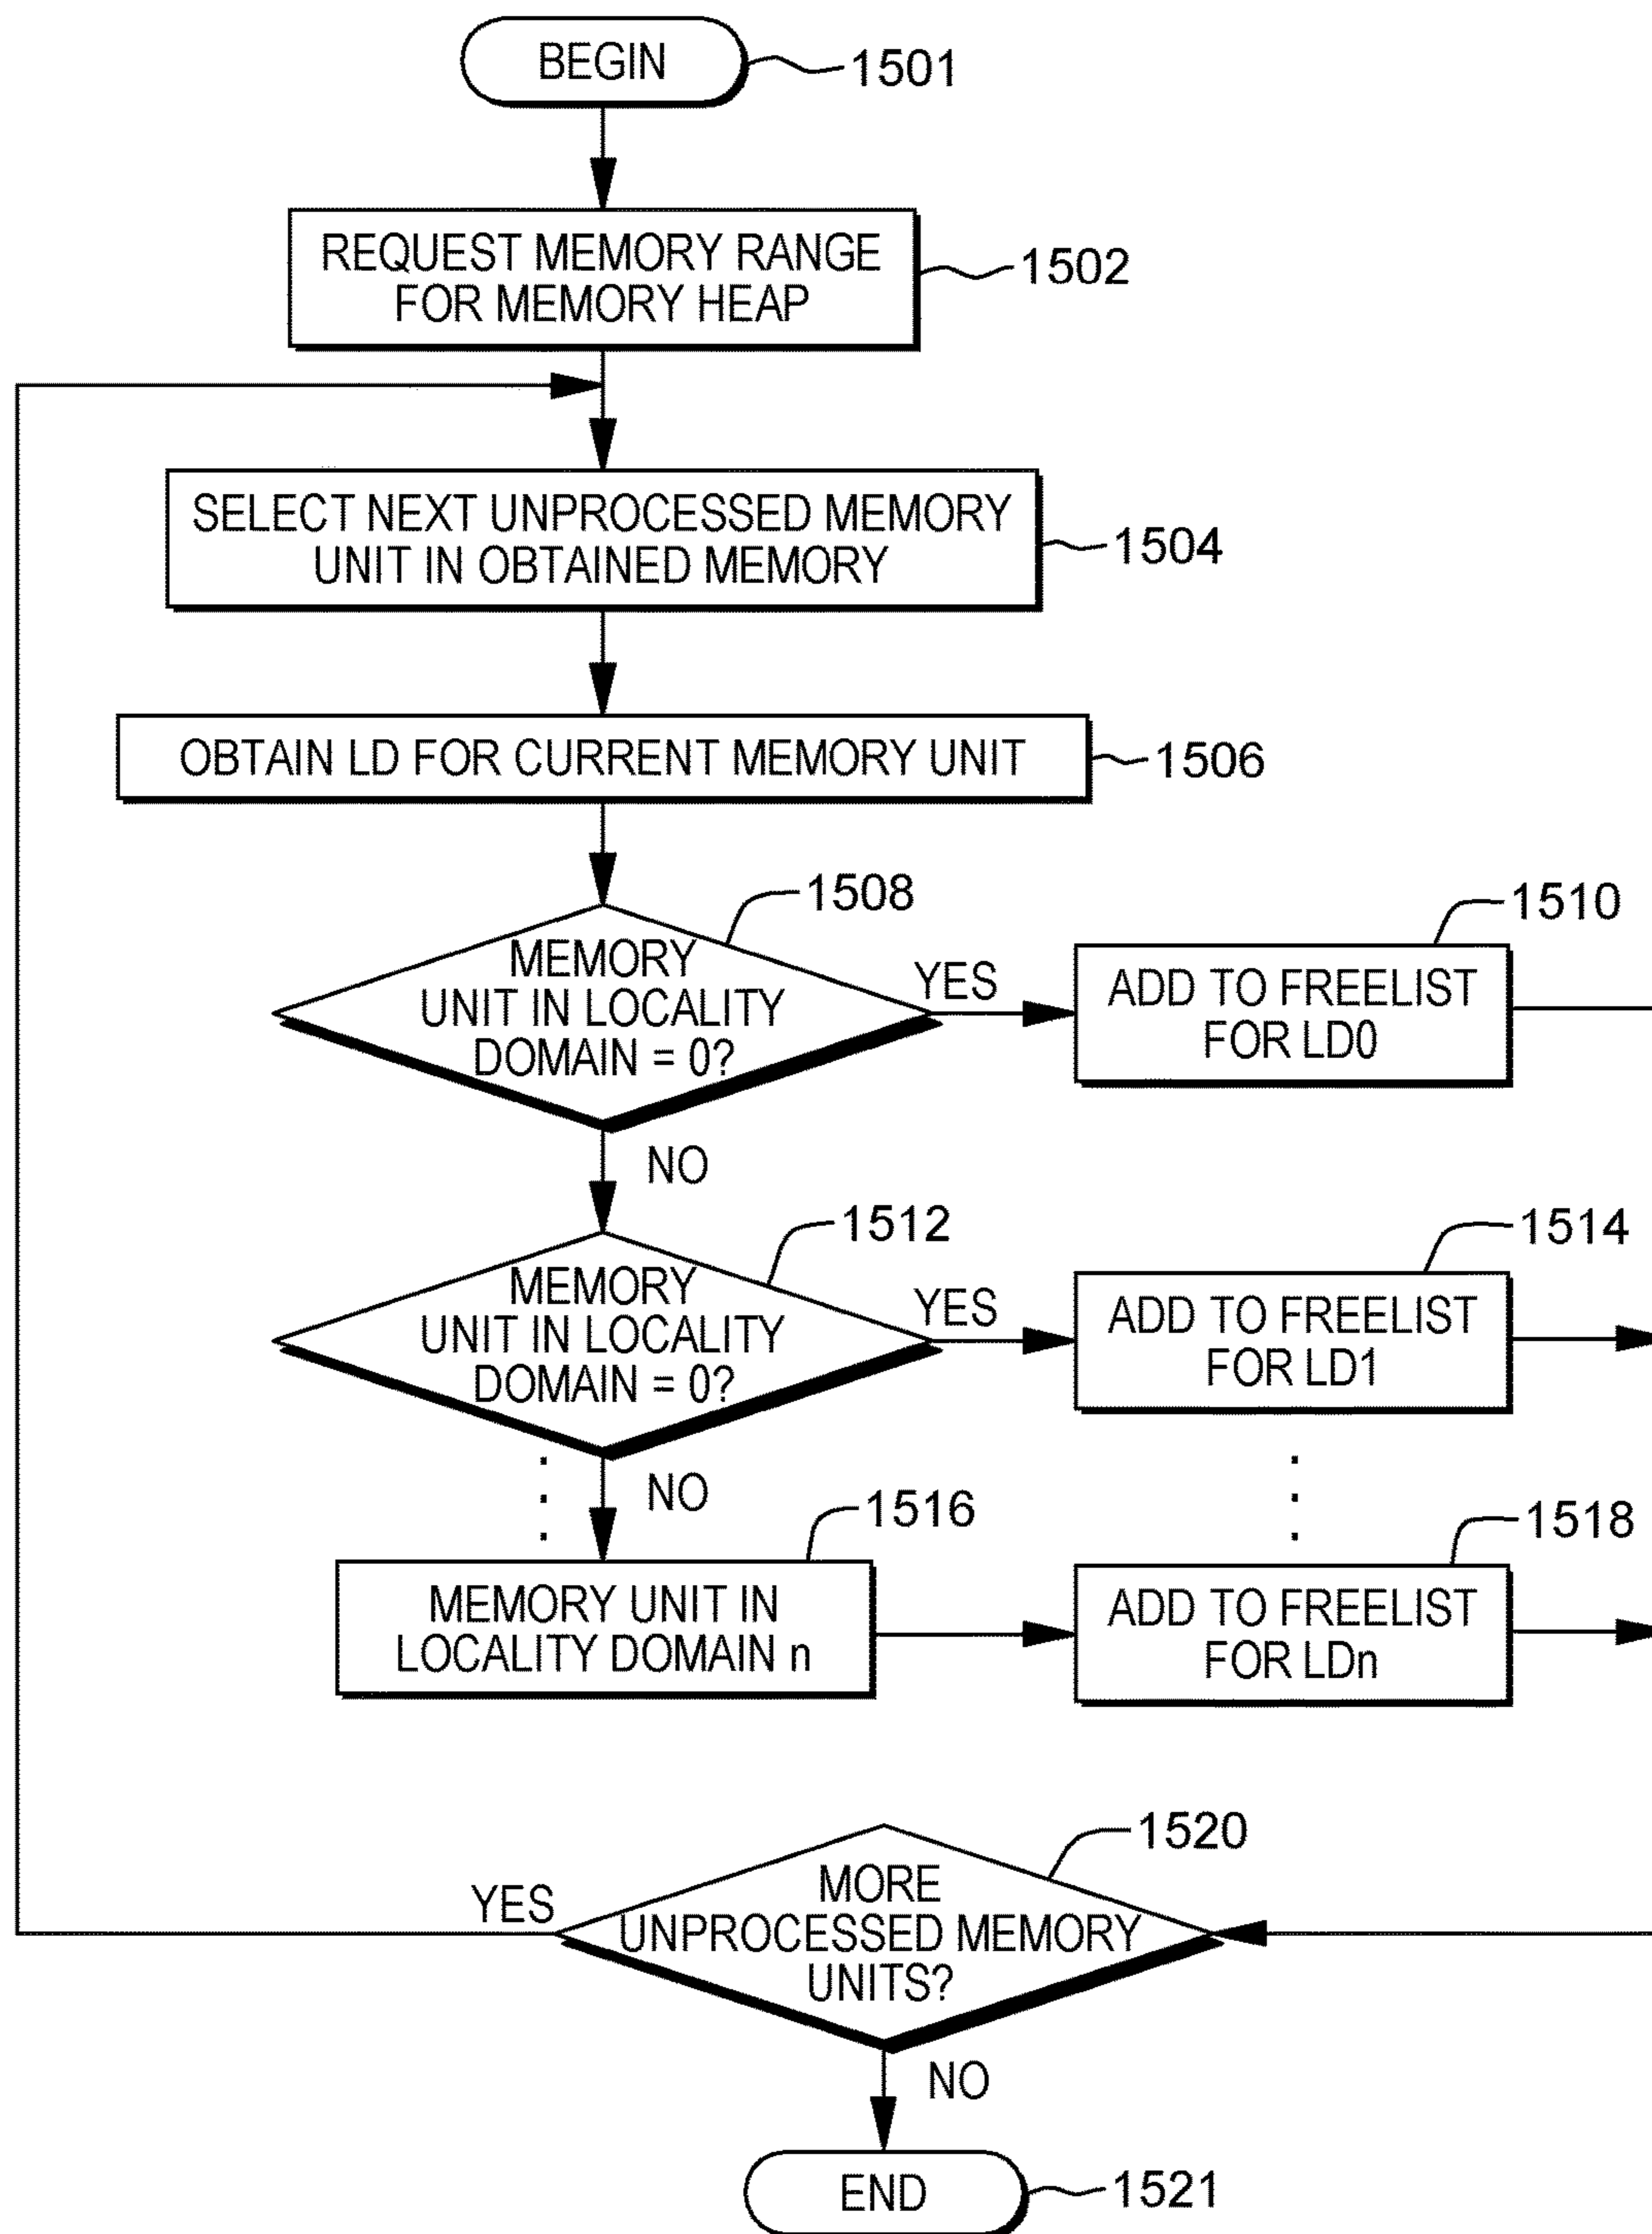 BEGIN
1501
REQUEST MEMORY RANGE
FOR MEMORY HEAP
1502
SELECT NEXT UNPROCESSED MEMORY
UNIT IN OBTAINED MEMORY
1504
OBTAIN LD FOR CURRENT MEMORY UNIT
1506
1508
MEMORY
UNIT IN LOCALITY
DOMAIN = 0?
YES
1510
ADD TO FREELIST
FOR LD0
NO
1512
MEMORY
UNIT IN LOCALITY
DOMAIN = 0?
YES
1514
ADD TO FREELIST
FOR LD1
NO
1516
MEMORY UNIT IN
LOCALITY DOMAIN n
1518
ADD TO FREELIST
FOR LDn
1520
MORE
UNPROCESSED MEMORY
UNITS?
YES
NO
END
1521